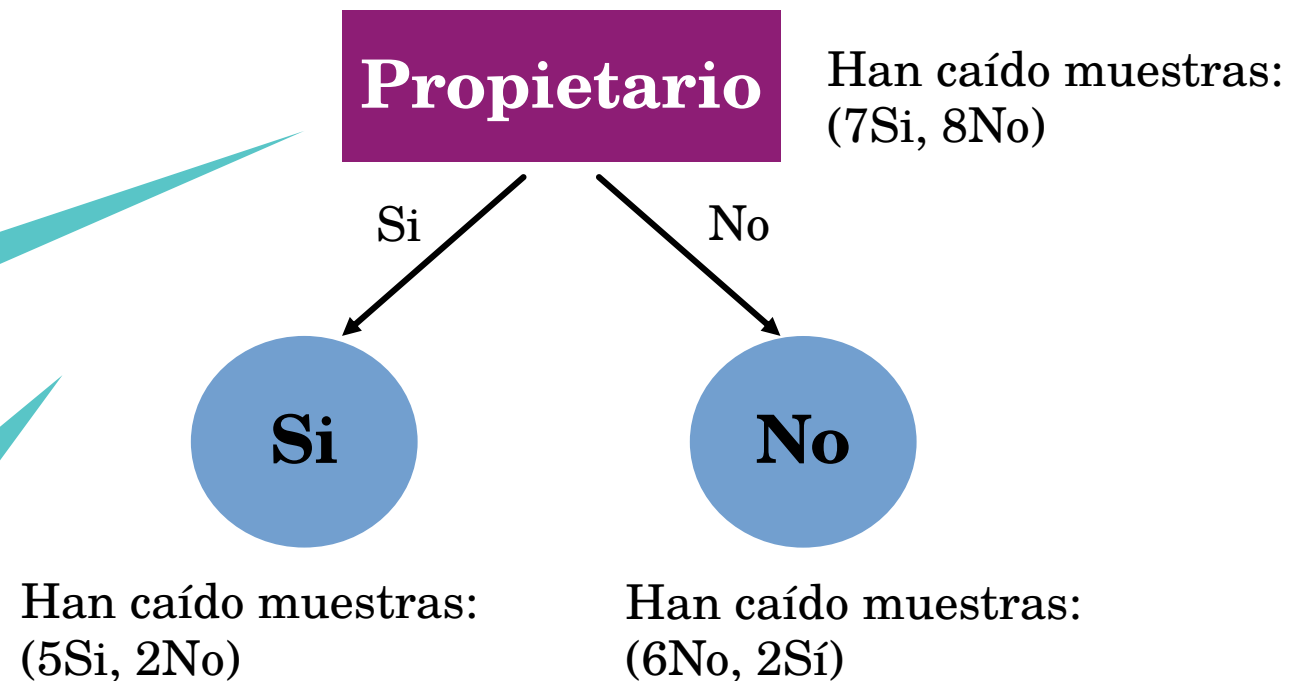 Propietario
Han caído muestras:
(7Si, 8No)
Si
No
Si
No
Han caído muestras:
(5Si, 2No)
Han caído muestras:
(6No, 2Sí)